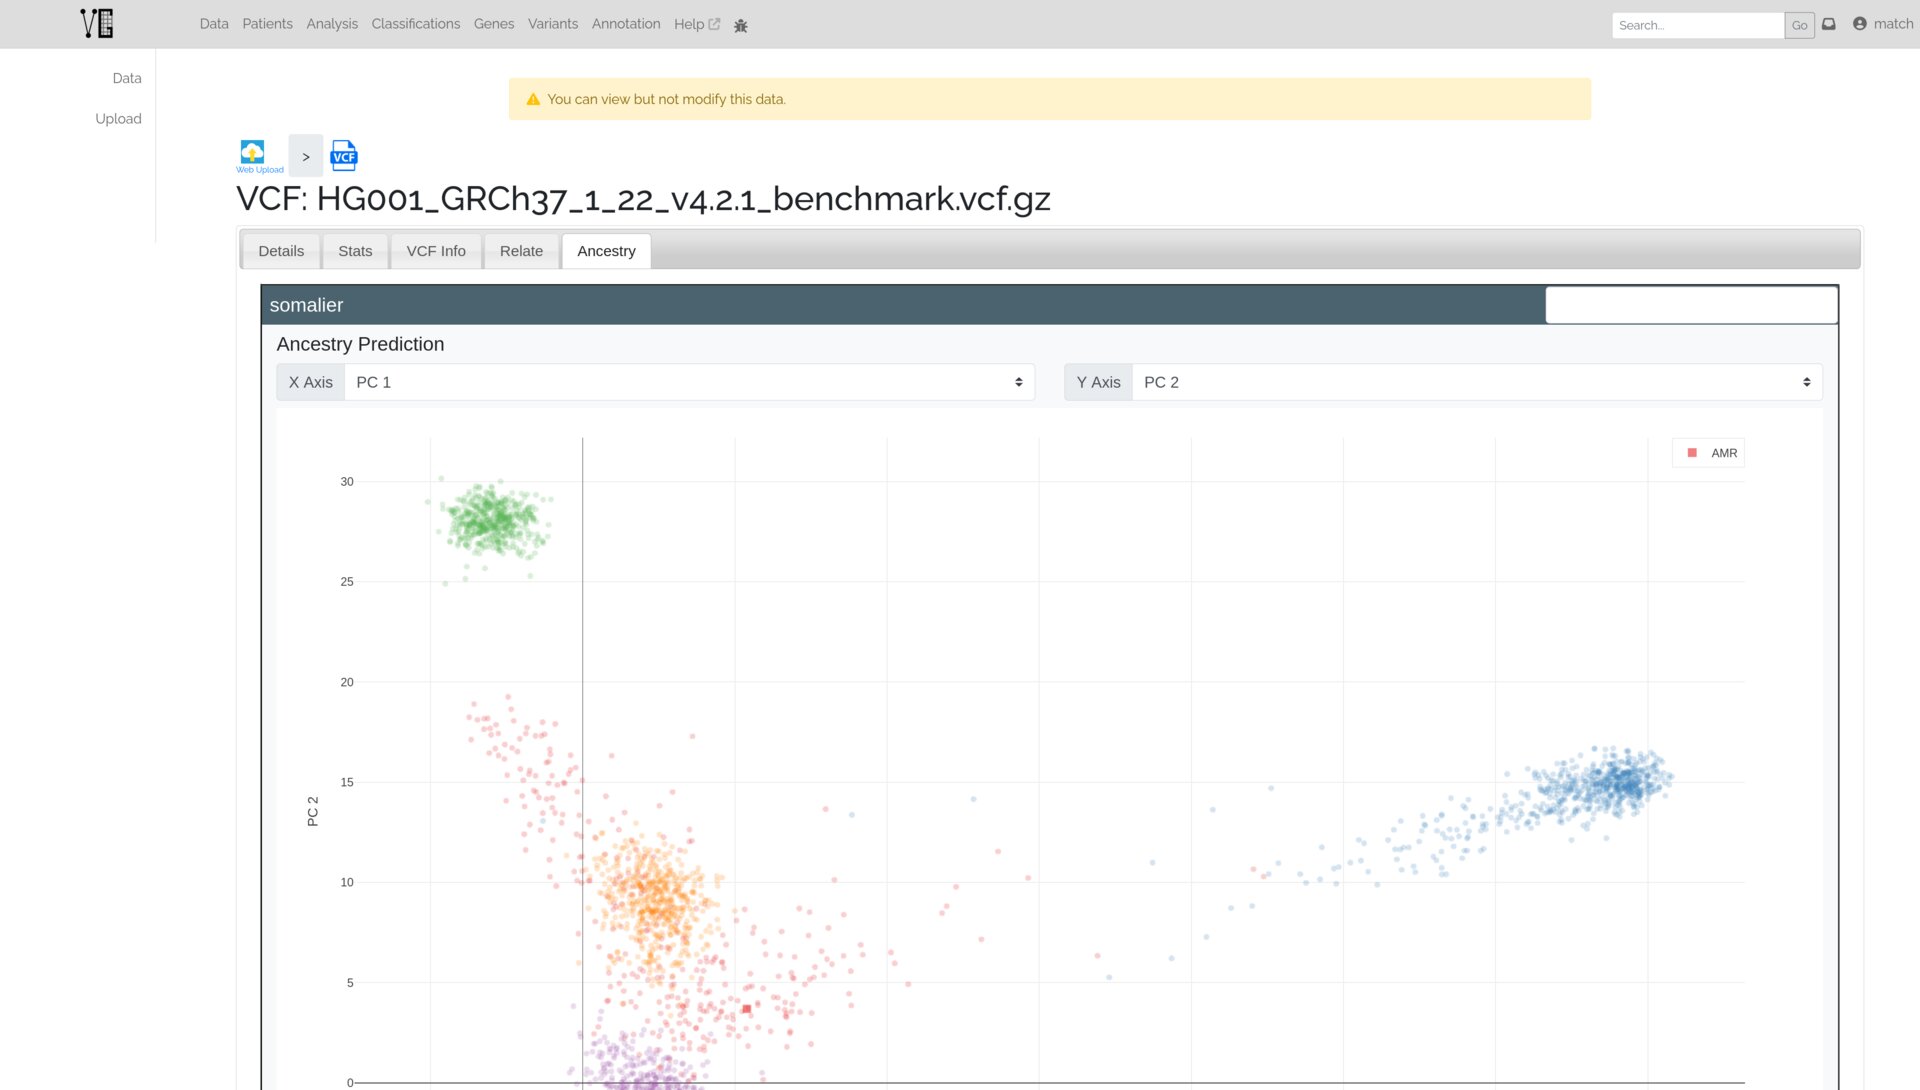 VG
Data Patients Analysis Classifications Genes Variants Annotation Help Search... Go match
Data
Upload
You can view but not modify this data.
Web Upload > VCF
VCF: HG001_GRCh37_1_22_v4.2.1_benchmark.vcf.gz
Details Stats VCF Info Relate Ancestry
somalier
Ancestry Prediction
X Axis PC 1 Y Axis PC 2
AMR
30
25
20
15
PC 2
10
5
0